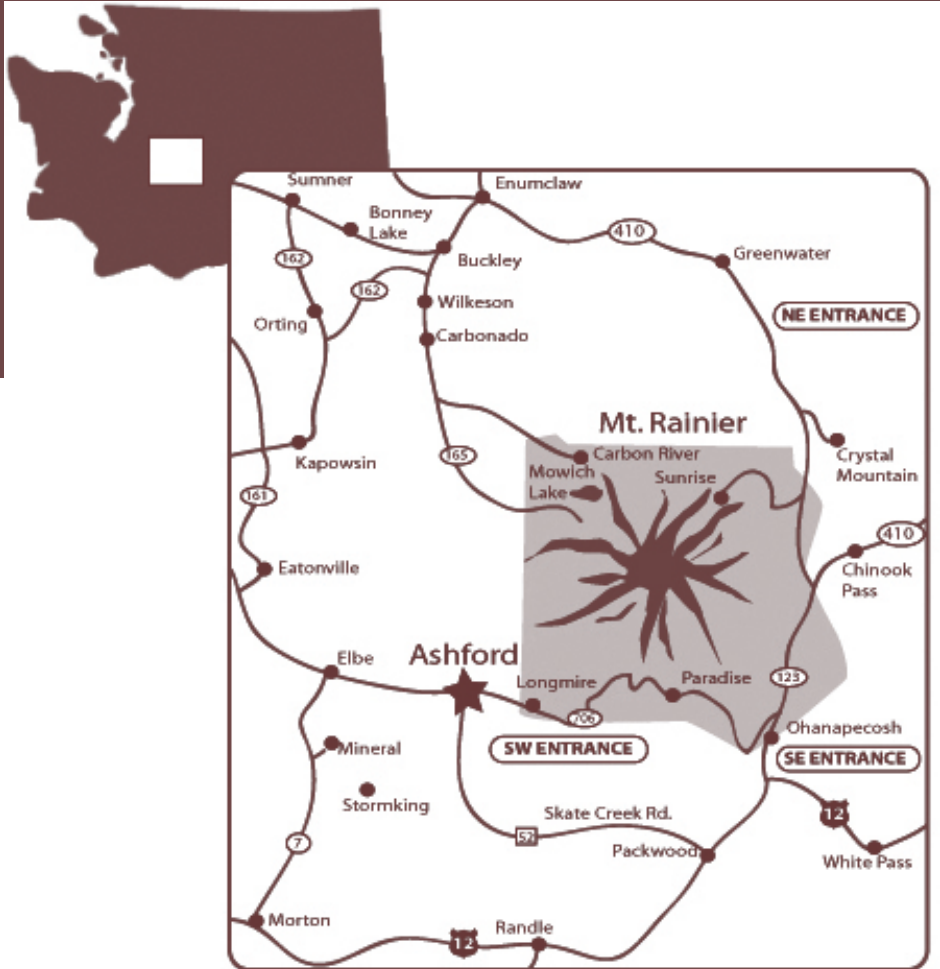 Sumner
Enumclaw
Bonney
Lake
410
Buckley
Greenwater
162
162
Wilkeson
NE ENTRANCE
Orting
Carbonado
Mt. Rainier
Kapowsin
165
Carbon River
Crystal
Mountain
Mowich
Lake
Sunrise
161
410
Eatonville
Chinook
Pass
Ashford
Elbe
Longmire
Paradise
123
706
Ohanapecosh
Mineral
SW ENTRANCE
SE ENTRANCE
Stormking
Skate Creek Rd.
12
7
52
Packwood
White Pass
Morton
Randle
12